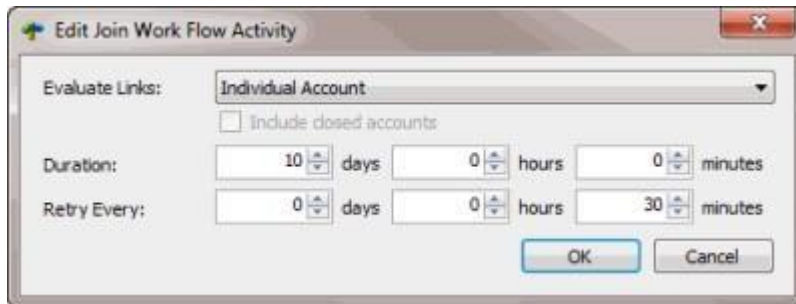 Edit Join Work Flow Activity
Evaluate Links: Individual Account
Include closed accounts
Duration: 10 days 0 hours 0 minutes
Retry Every: 0 days 0 hours 30 minutes
OK Cancel